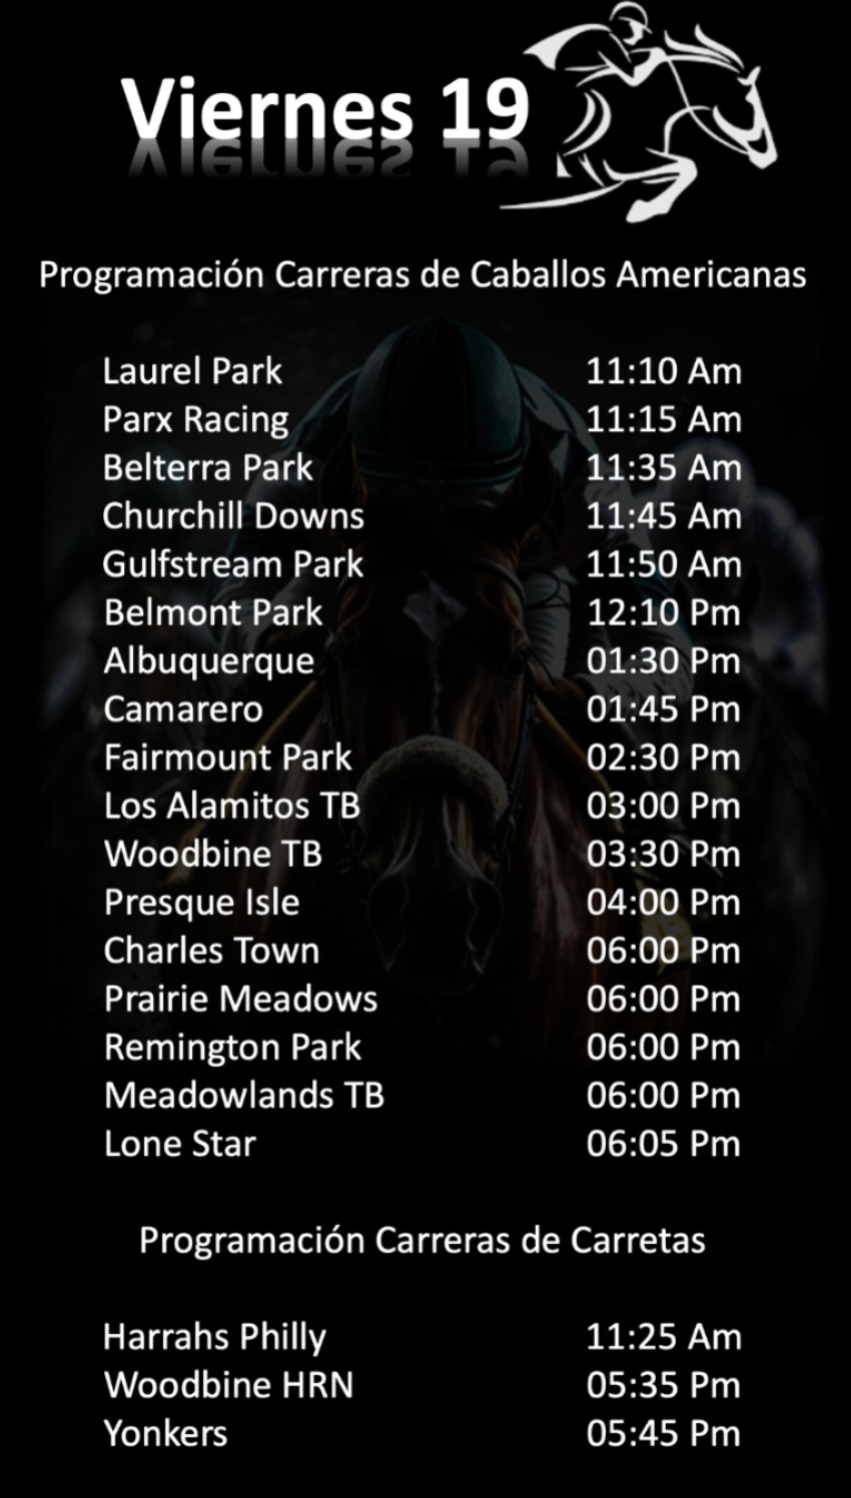 Viernes 19
Programación Carreras de Caballos Americanas
Laurel Park 11:10 Am
Parx Racing 11:15 Am
Belterra Park 11:35 Am
Churchill Downs 11:45 Am
Gulfstream Park 11:50 Am
Belmont Park 12:10 Pm
Albuquerque 01:30 Pm
Camarero 01:45 Pm
Fairmount Park 02:30 Pm
Los Alamitos TB 03:00 Pm
Woodbine TB 03:30 Pm
Presque Isle 04:00 Pm
Charles Town 06:00 Pm
Prairie Meadows 06:00 Pm
Remington Park 06:00 Pm
Meadowlands TB 06:00 Pm
Lone Star 06:05 Pm
Programación Carreras de Carretas
Harrahs Philly 11:25 Am
Woodbine HRN 05:35 Pm
Yonkers 05:45 Pm